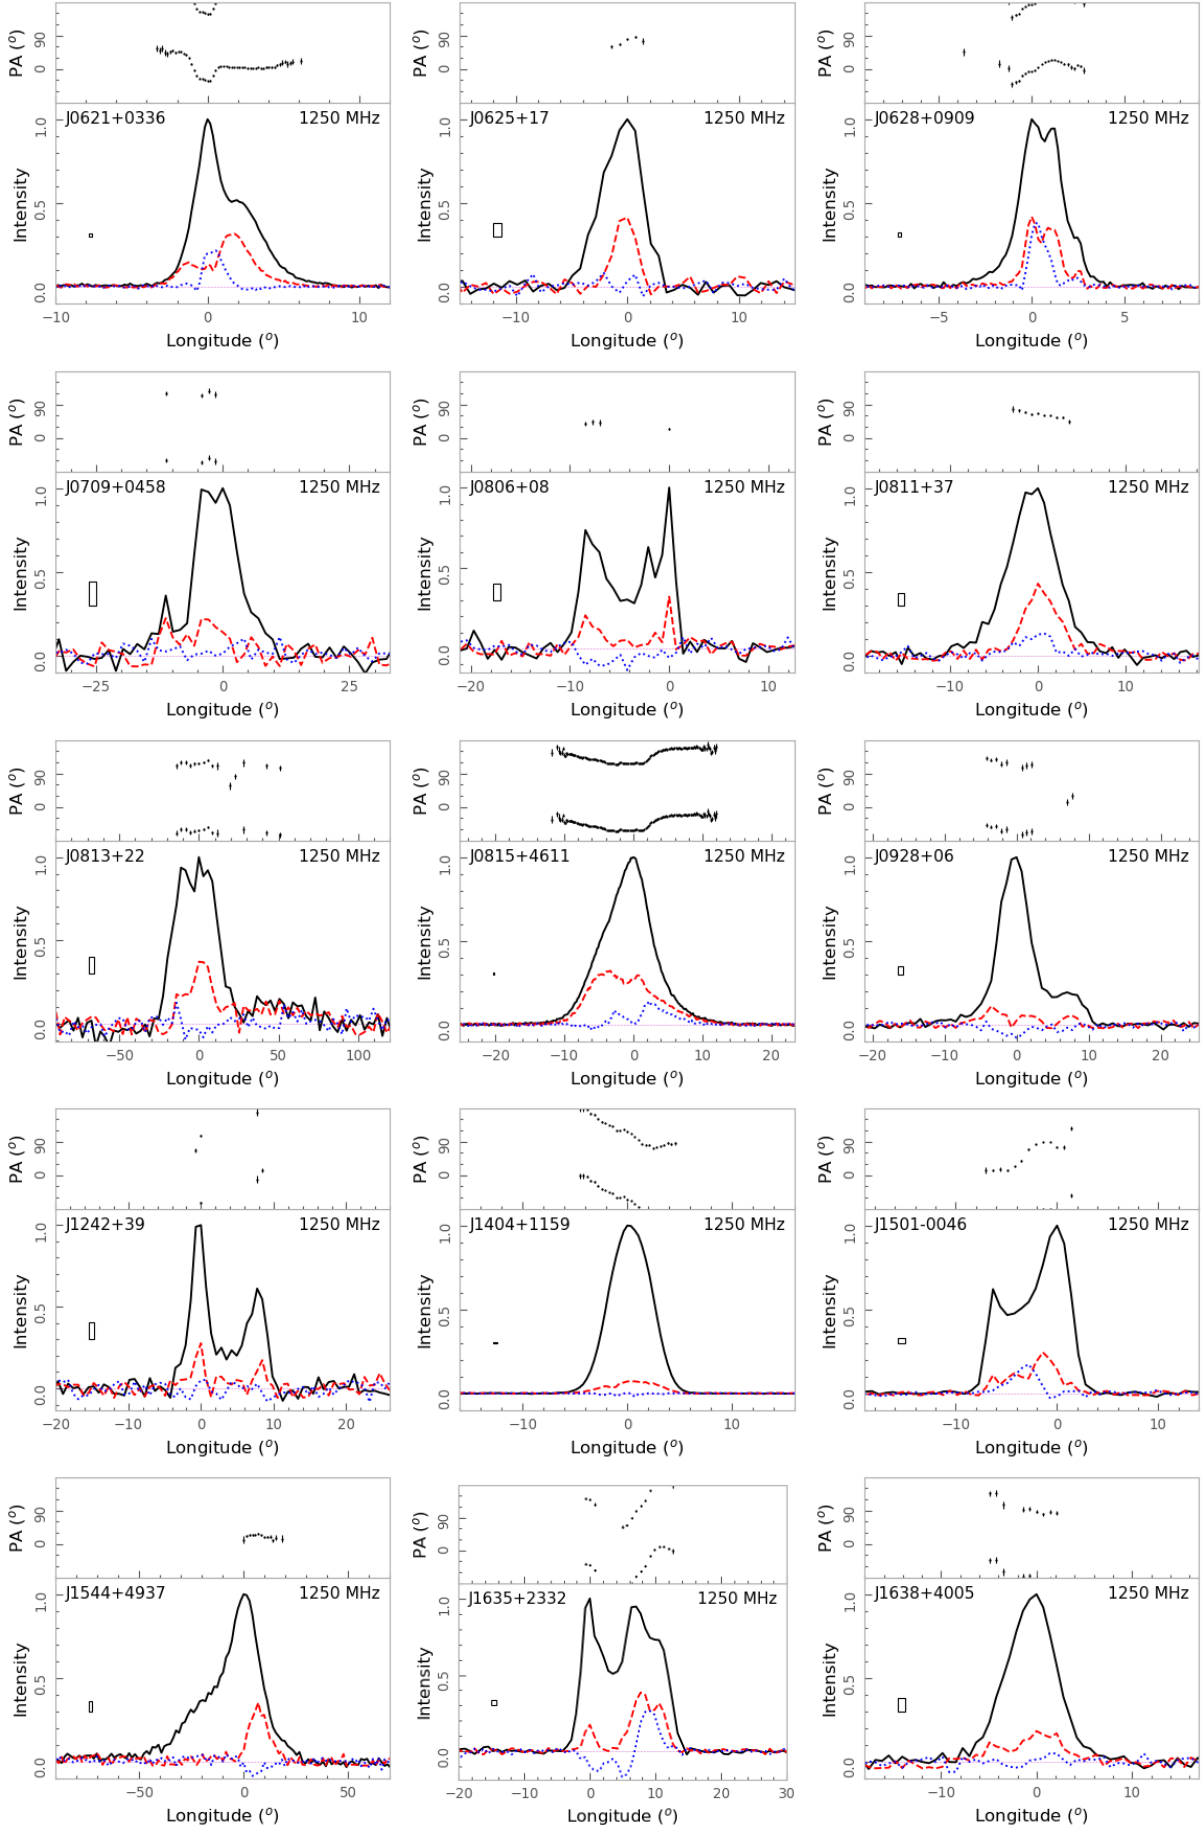 PA (°) 90 0
J0621+0336 1250 MHz
Intensity 1.0 0.5 0.0
-10 0 10
Longitude (°)
PA (°) 90 0
J0625+17 1250 MHz
Intensity 1.0 0.5 0.0
−10 0 10
Longitude (°)
PA (°) 90 0
J0628+0909 1250 MHz
Intensity 1.0 0.5 0.0
−5 0 5
Longitude (°)
PA (°) 90 0
J0709+0458 1250 MHz
Intensity 1.0 0.5 0.0
−25 0 25
Longitude (°)
PA (°) 90 0
J0806+08 1250 MHz
Intensity 1.0 0.5 0.0
−20 −10 0 10
Longitude (°)
PA (°) 90 0
J0811+37 1250 MHz
Intensity 1.0 0.5 0.0
−10 0 10
Longitude (°)
PA (°) 90 0
J0813+22 1250 MHz
Intensity 1.0 0.5 0.0
−50 0 50 100
Longitude (°)
PA (°) 90 0
J0815+4611 1250 MHz
Intensity 1.0 0.5 0.0
−20 −10 0 10 20
Longitude (°)
PA (°) 90 0
J0928+06 1250 MHz
Intensity 1.0 0.5 0.0
−20 −10 0 10 20
Longitude (°)
PA (°) 90 0
J1242+39 1250 MHz
Intensity 1.0 0.5 0.0
−20 −10 0 10 20
Longitude (°)
PA (°) 90 0
J1404+1159 1250 MHz
Intensity 1.0 0.5 0.0
−10 0 10
Longitude (°)
PA (°) 90 0
J1501-0046 1250 MHz
Intensity 1.0 0.5 0.0
−10 0 10
Longitude (°)
PA (°) 90 0
J1544+4937 1250 MHz
Intensity 1.0 0.5 0.0
−50 0 50
Longitude (°)
PA (°) 90 0
J1635+2332 1250 MHz
Intensity 1.0 0.5 0.0
−20 −10 0 10 20 30
Longitude (°)
PA (°) 90 0
J1638+4005 1250 MHz
Intensity 1.0 0.5 0.0
−10 0 10
Longitude (°)